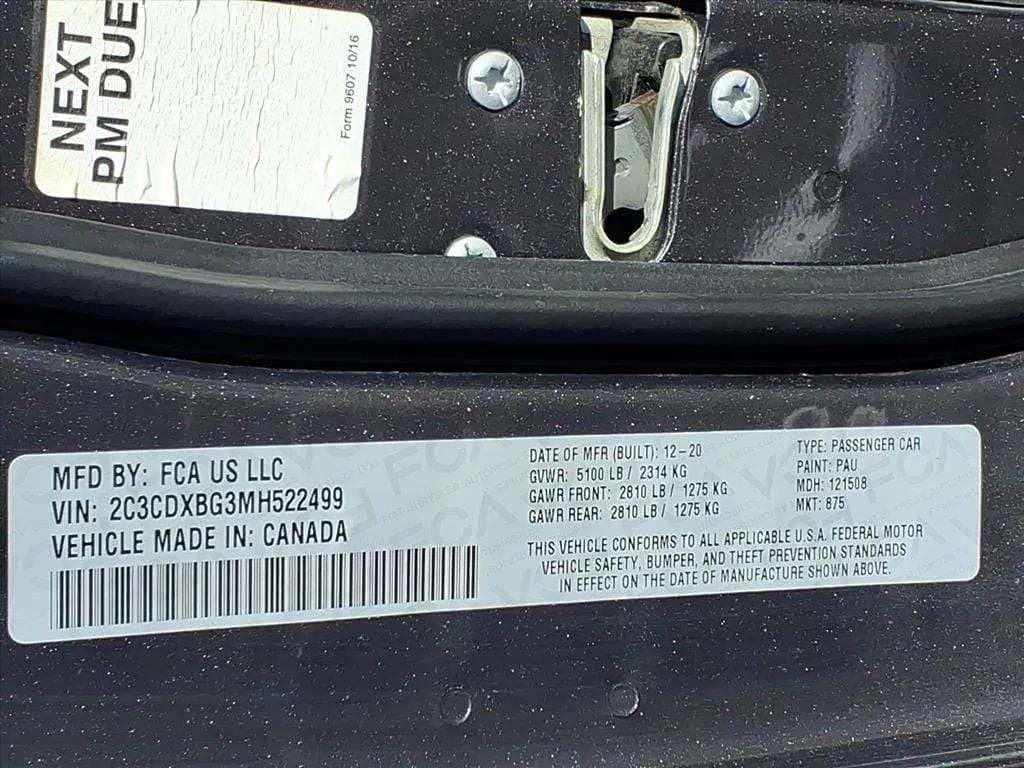 NEXT
PM DUE
Form 9607 10/16
MFD BY: FCA US LLC
VIN: 2C3CDXBG3MH522499
VEHICLE MADE IN: CANADA
DATE OF MFR (BUILT): 12-20
GVWR: 5100 LB / 2314 KG
GAWR FRONT: 2810 LB / 1275 KG
GAWR REAR: 2810 LB / 1275 KG
TYPE: PASSENGER CAR
PAINT: PAU
MDH: 121508
MKT: 875
THIS VEHICLE CONFORMS TO ALL APPLICABLE U.S.A. FEDERAL MOTOR
VEHICLE SAFETY, BUMPER, AND THEFT PREVENTION STANDARDS
IN EFFECT ON THE DATE OF MANUFACTURE SHOWN ABOVE.